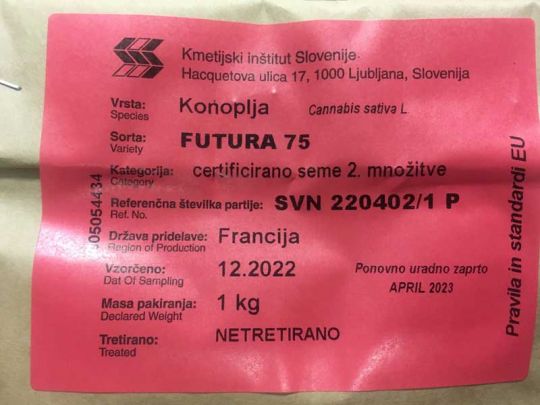 Kmetijski inštitut Slovenije
Hacquetova ulica 17, 1000 Ljubljana, Slovenija
Vrsta: Konoplja Cannabis sativa L.
Species
Sorta: FUTURA 75
Variety
Kategorija: certificirano seme 2. množitve
Category
Referenčna številka partije: SVN 220402/1 P
Ref. No.
Država pridelave: Francija
Region of Production
Vzorčeno: 12.2022
Dat Of Sampling
Ponovno uradno zaprto
APRIL 2023
Masa pakiranja: 1 kg
Declared Weight
Tretirano: NETRETIRANO
Treated
05054434
Pravila in standardi EU